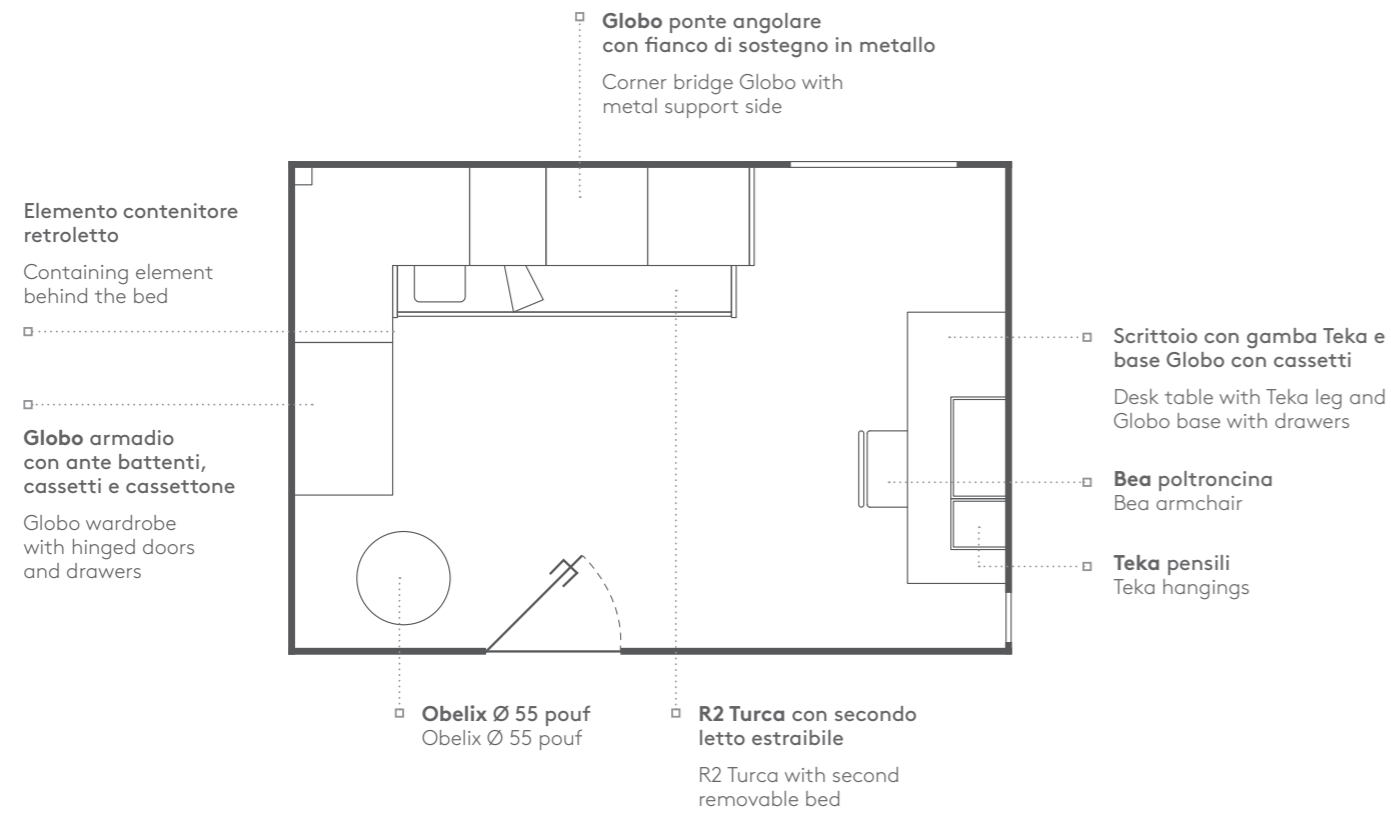 Globo ponte angolare
con fianco di sostegno in metallo
Corner bridge Globo with
metal support side
Elemento contenitore
retroletto
Containing element
behind the bed
Globo armadio
con ante battenti,
cassetti e cassettone
Globo wardrobe
with hinged doors
and drawers
Scrittoio con gamba Teka e
base Globo con cassetti
Desk table with Teka leg and
Globo base with drawers
Bea poltroncina
Bea armchair
Teka pensili
Teka hangings
Obelix Ø 55 pouf
Obelix Ø 55 pouf
R2 Turca con secondo
letto estraibile
R2 Turca with second
removable bed